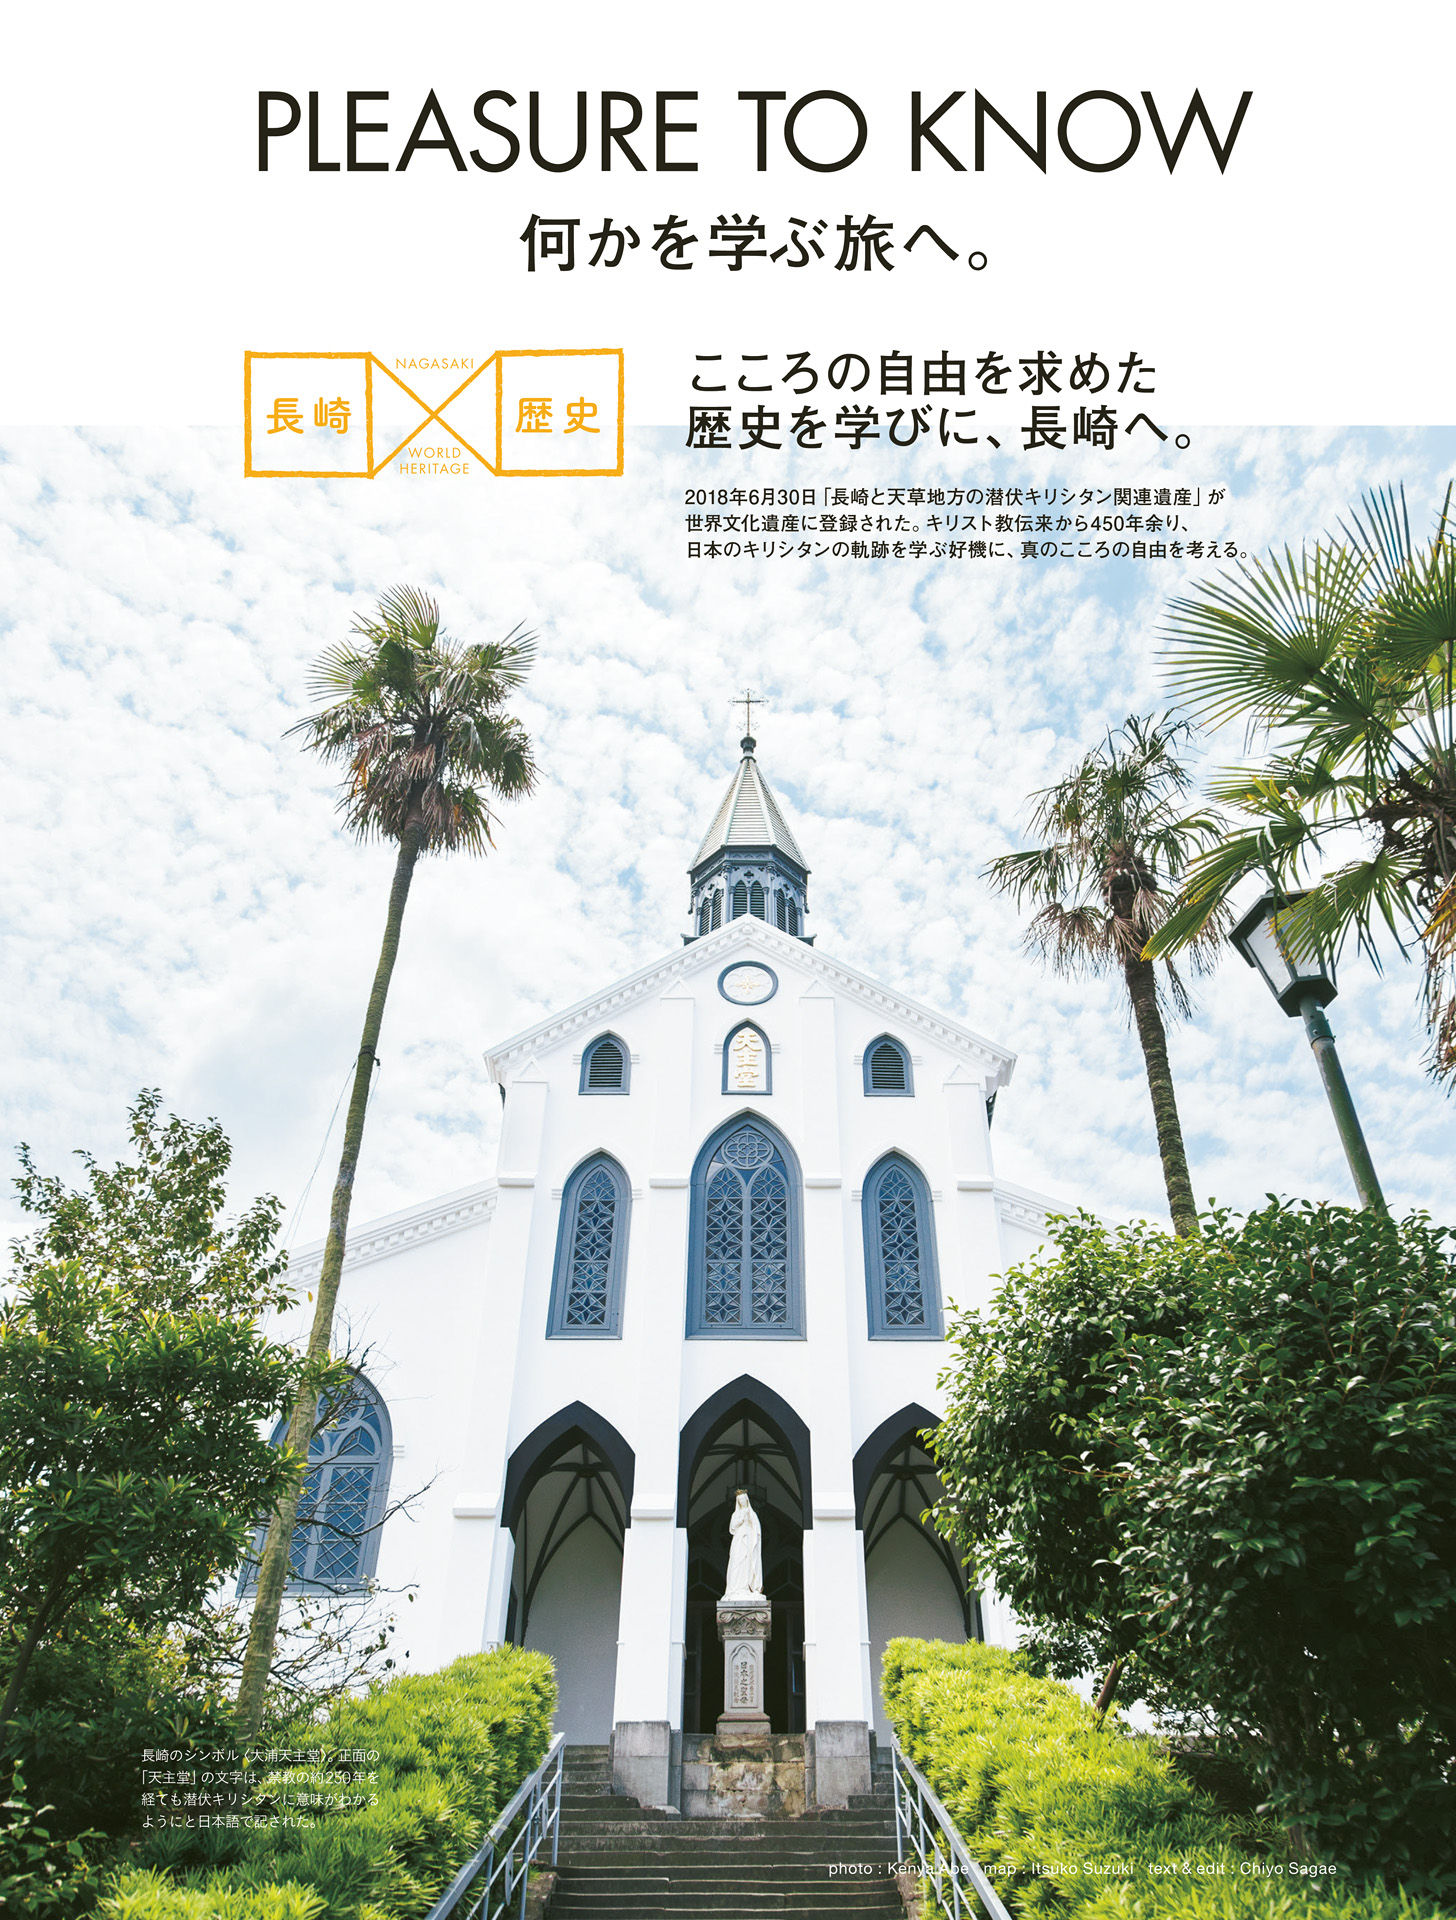 PLEASURE TO KNOW
何かを学ぶ旅へ。
長崎
NAGASAKI
WORLD
HERITAGE
歴史
こころの自由を求めた
歴史を学びに、長崎へ。
2018年6月30日「長崎と天草地方の潜伏キリシタン関連遺産」が
世界文化遺産に登録された。キリスト教伝来から450年余り、
日本のキリシタンの軌跡を学ぶ好機に、真のこころの自由を考える。
天主堂
日本之聖母
長崎のシンボル〈大浦天主堂〉。正面の
「天主堂」の文字は、禁教の約250年を
経ても潜伏キリシタンに意味がわかる
ようにと日本語で記された。
photo : Kenya Abe map : Itsuko Suzuki text & edit : Chiyo Sagae